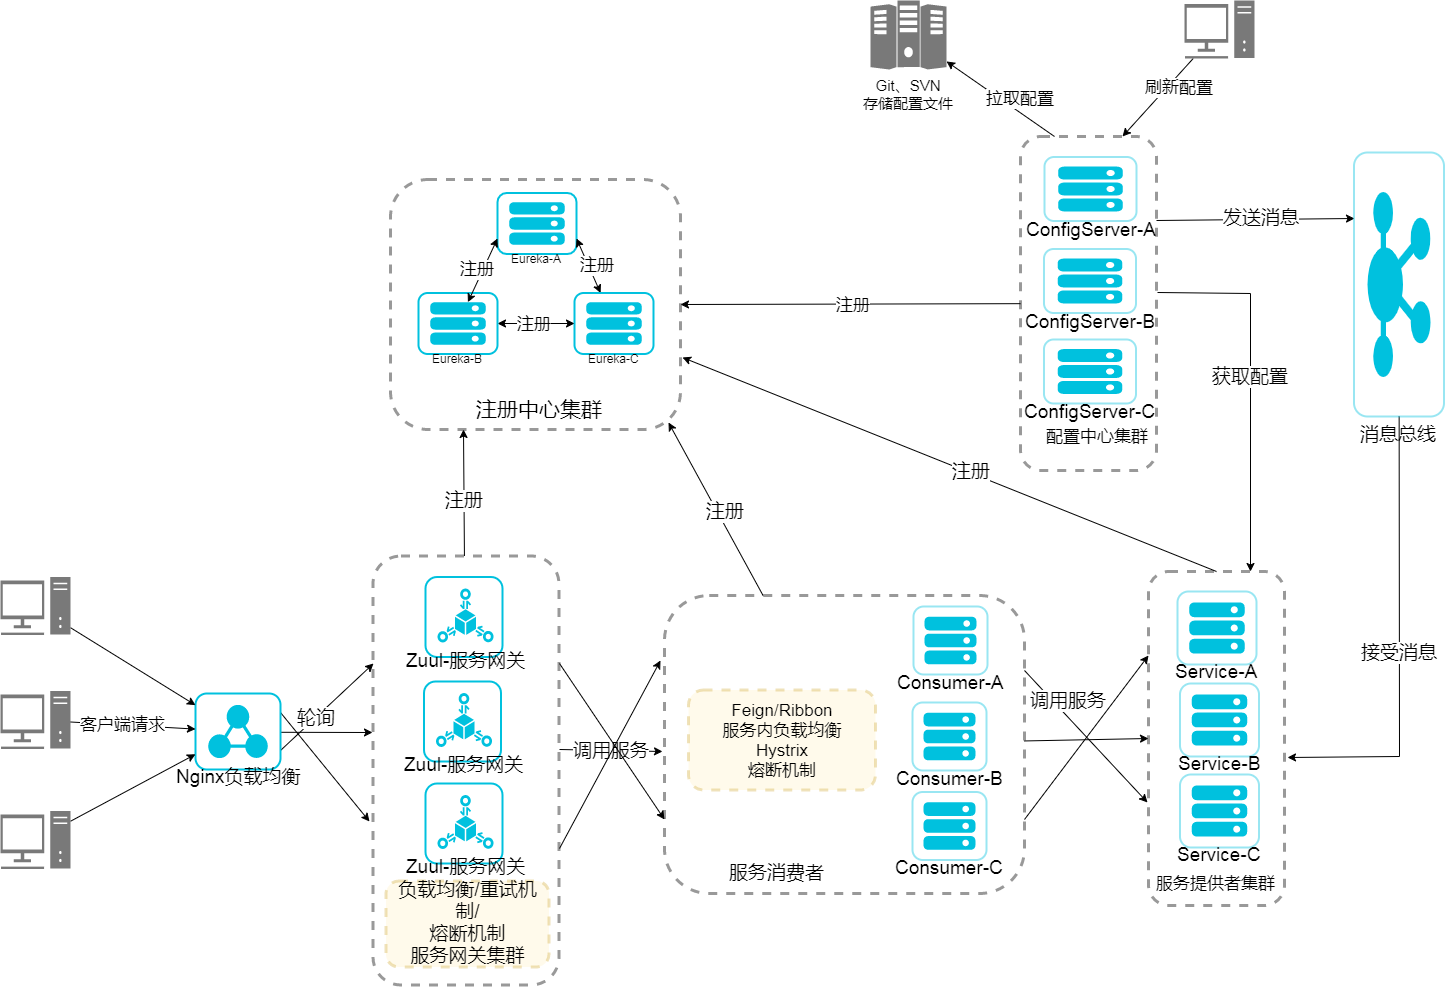 Git、SVN
存储配置文件
拉取配置
刷新配置
ConfigServer-A
ConfigServer-B
ConfigServer-C
配置中心集群
发送消息
消息总线
获取配置
接受消息
Eureka-A
注册
注册
Eureka-B
注册
Eureka-C
注册中心集群
注册
注册
注册
注册
客户端请求
Nginx负载均衡
轮询
Zuul-服务网关
Zuul-服务网关
Zuul-服务网关
负载均衡/重试机
制/
熔断机制
服务网关集群
调用服务
Feign/Ribbon
服务内负载均衡
Hystrix
熔断机制
Consumer-A
Consumer-B
Consumer-C
服务消费者
调用服务
Service-A
Service-B
Service-C
服务提供者集群